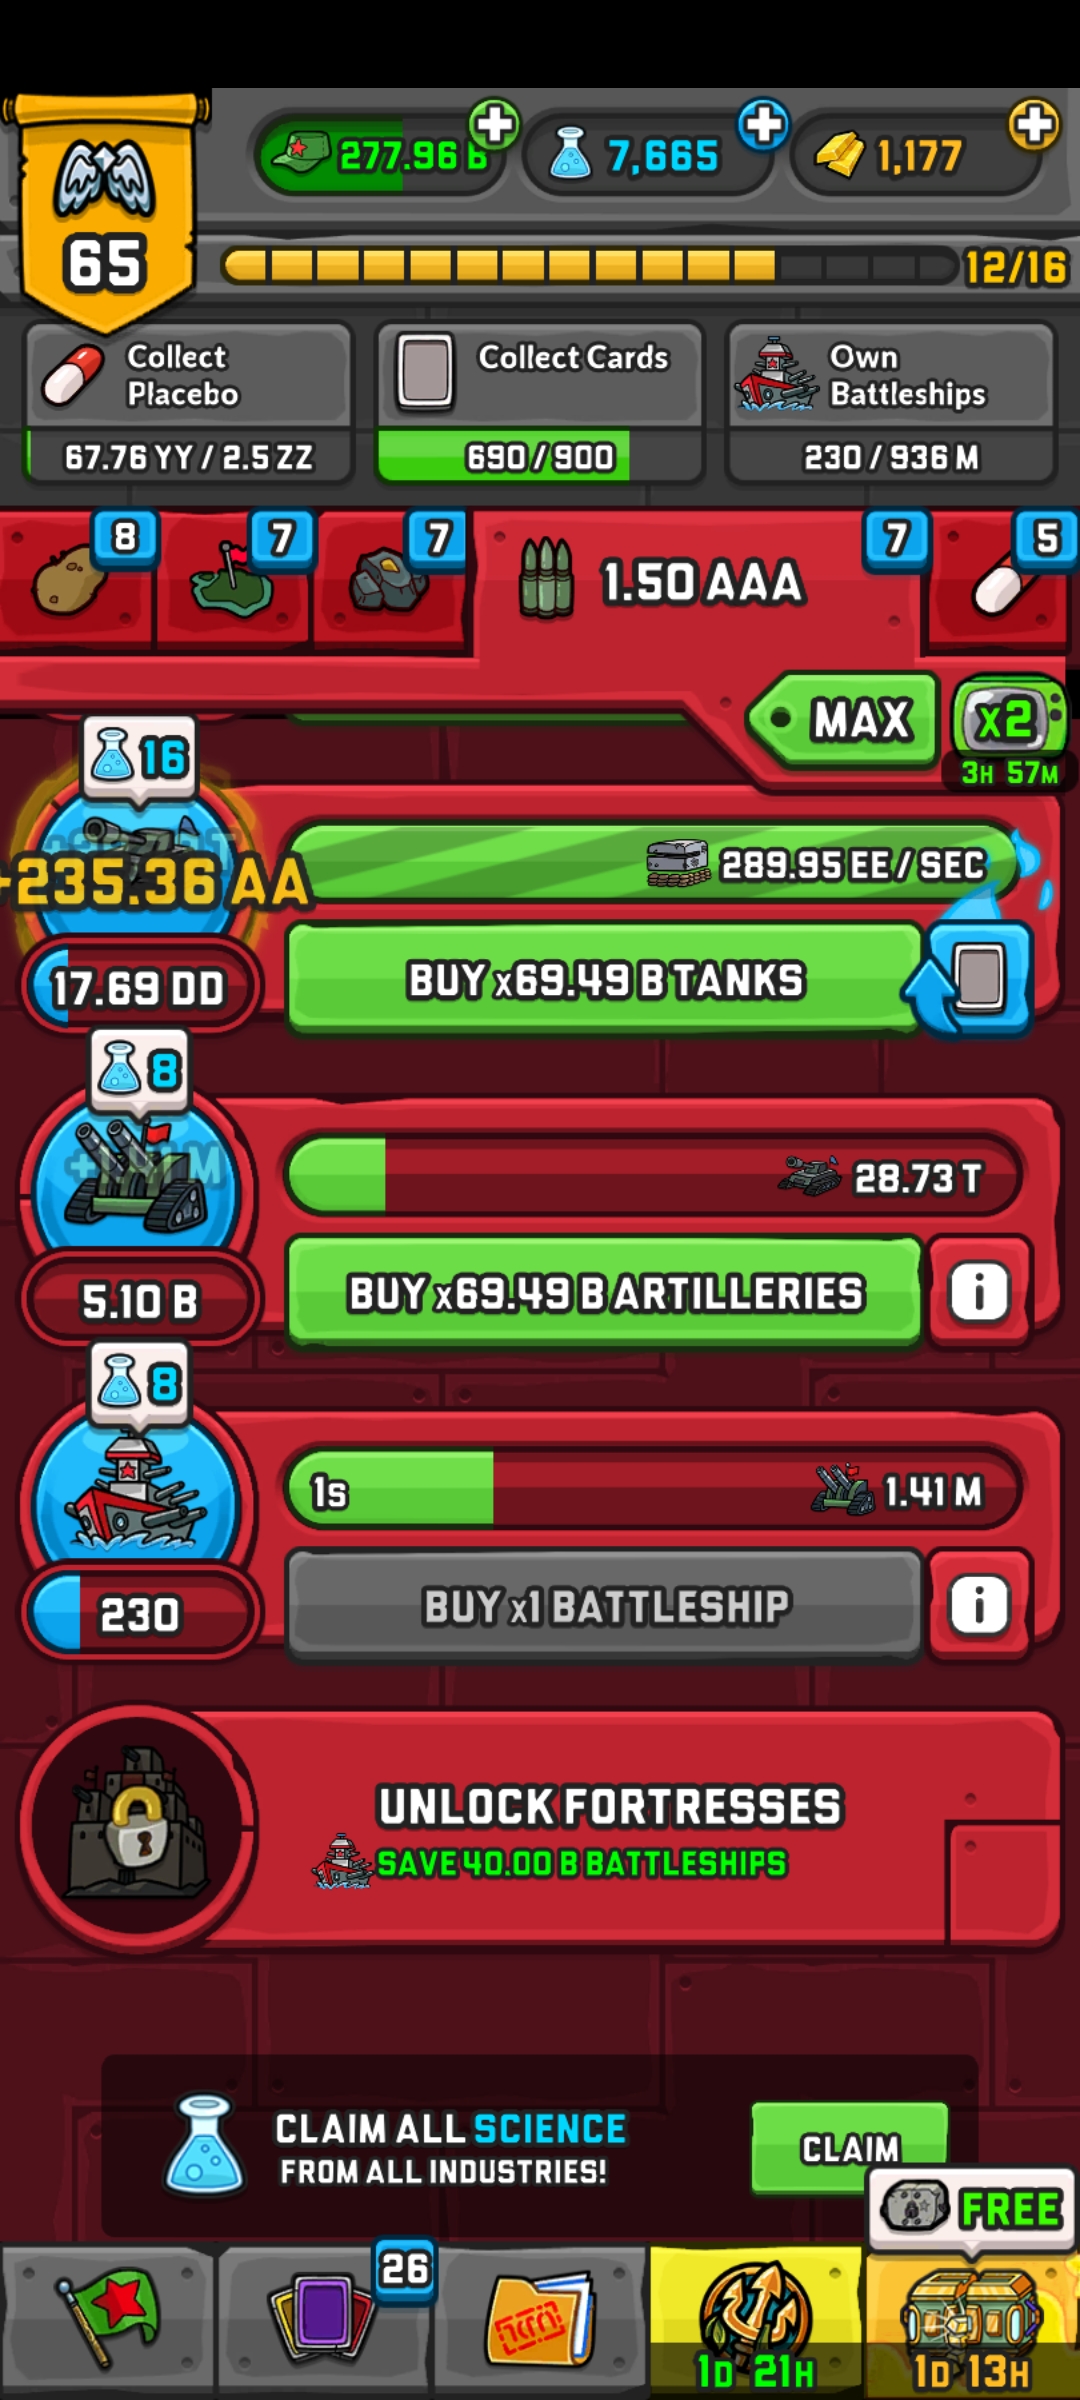 65
277.96 B
7,665
1,177
12/16
Collect Placebo
67.76 YY / 2.5 ZZ
Collect Cards
690 / 900
Own Battleships
230 / 936 M
8
7
7
1.50 AAA
7
5
MAX
x2
3H 57M
16
+235.36 AA
289.95 EE / SEC
17.69 DD
BUY x69.49 B TANKS
8
28.73 T
5.10 B
BUY x69.49 B ARTILLERIES
i
8
1s
1.41 M
230
BUY x1 BATTLESHIP
i
UNLOCK FORTRESSES
SAVE 40.00 B BATTLESHIPS
CLAIM ALL SCIENCE
FROM ALL INDUSTRIES!
CLAIM
FREE
26
1D 21H
1D 13H